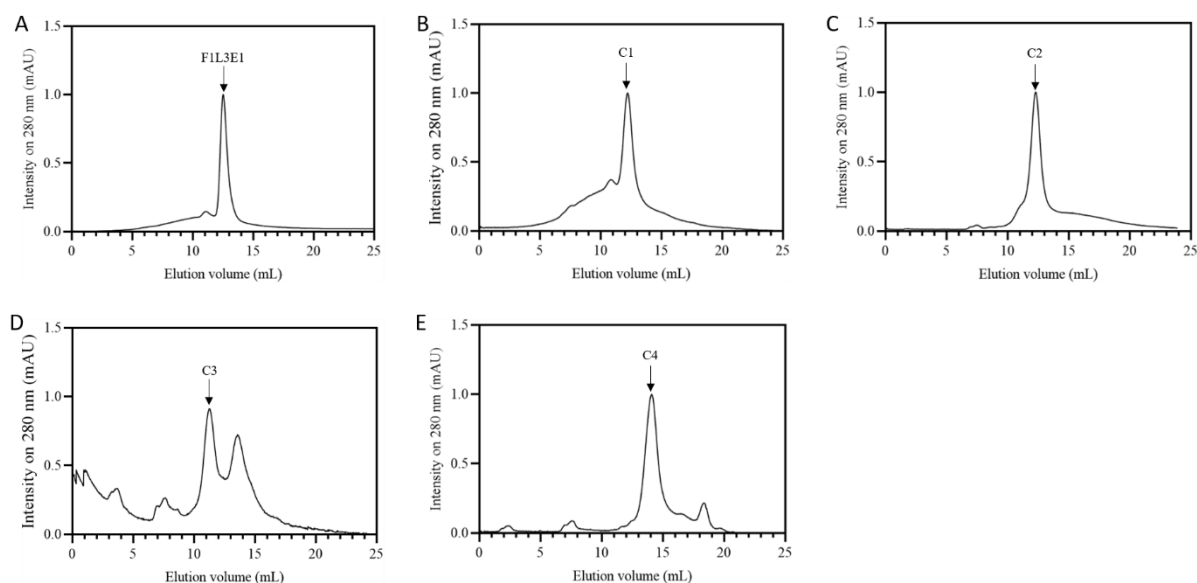 A
F1L3E1
Intensity on 280 nm (mAU)
1.5
1.0
0.5
0.0
0 5 10 15 20 25
Elution volume (mL)
B
C1
Intensity on 280 nm (mAU)
1.5
1.0
0.5
0.0
0 5 10 15 20 25
Elution volume (mL)
C
C2
Intensity on 280 nm (mAU)
1.5
1.0
0.5
0.0
0 5 10 15 20 25
Elution volume (mL)
D
C3
Intensity on 280 nm (mAU)
1.5
1.0
0.5
0.0
0 5 10 15 20 25
Elution volume (mL)
E
C4
Intensity on 280 nm (mAU)
1.5
1.0
0.5
0.0
0 5 10 15 20 25
Elution volume (mL)